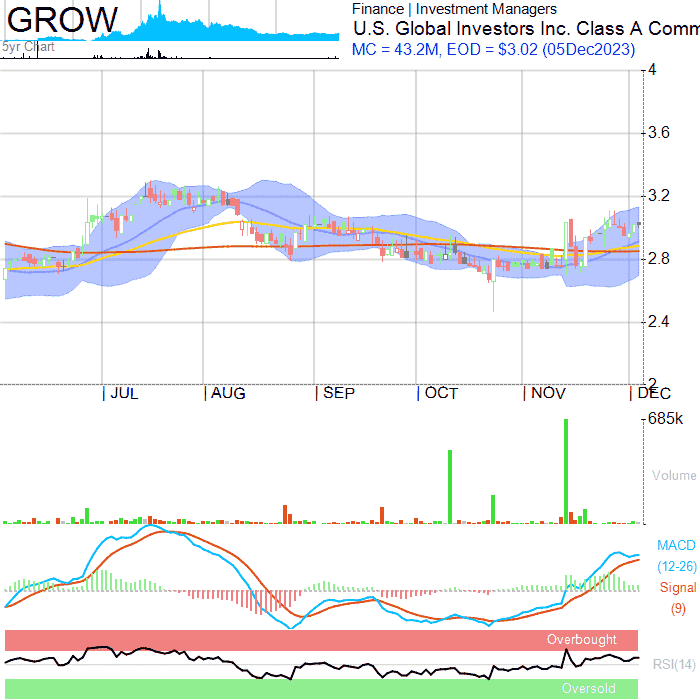 GROW
5yr Chart
Finance | Investment Managers
U.S. Global Investors Inc. Class A Comm
MC = 43.2M, EOD = $3.02 (05Dec2023)
4
3.6
3.2
2.8
2.4
2
JUL AUG SEP OCT NOV DEC
685k
Volume
MACD
(12-26)
Signal
(9)
Overbought
RSI(14)
Oversold